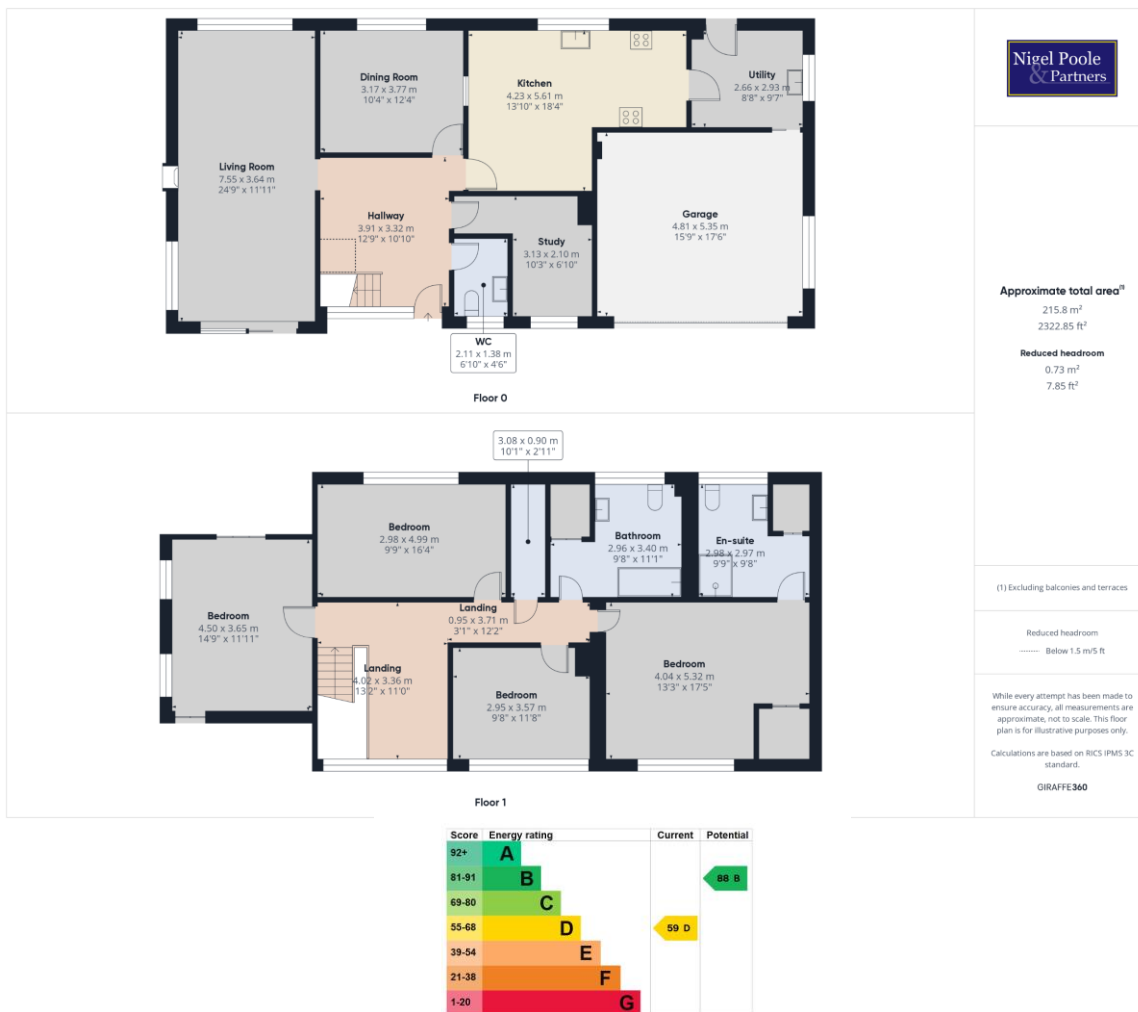 Dining Room
3.17 x 3.77 m
10'4" x 12'4"
Kitchen
4.23 x 5.61 m
13'10" x 18'4"
Utility
2.66 x 2.93 m
8'8" x 9'7"
Living Room
7.55 x 3.64 m
24'9" x 11'11"
Hallway
3.91 x 3.32 m
12'9" x 10'10"
Study
3.13 x 2.10 m
10'3" x 6'10"
Garage
4.81 x 5.35 m
15'9" x 17'6"
WC
2.11 x 1.38 m
6'10" x 4'6"
Floor 0
3.08 x 0.90 m
10'1" x 2'11"
Bedroom
2.98 x 4.99 m
9'9" x 16'4"
Bathroom
2.96 x 3.40 m
9'8" x 11'1"
En-suite
2.98 x 2.97 m
9'9" x 9'8"
Bedroom
4.50 x 3.65 m
14'9" x 11'11"
Landing
0.95 x 3.71 m
3'1" x 12'2"
Landing
4.02 x 3.36 m
13'2" x 11'0"
Bedroom
2.95 x 3.57 m
9'8" x 11'8"
Bedroom
4.04 x 5.32 m
13'3" x 17'5"
Floor 1
Nigel Poole
& Partners
Approximate total area(1)
215.8 m²
2322.85 ft²
Reduced headroom
0.73 m²
7.85 ft²
(1) Excluding balconies and terraces
Reduced headroom
Below 1.5 m/5 ft
While every attempt has been made to
ensure accuracy, all measurements are
approximate, not to scale. This floor
plan is for illustrative purposes only.
Calculations are based on RICS IPMS 3C
standard.
GIRAFFE360
Score Energy rating Current Potential
92+ A
81-91 B 88 B
69-80 C
55-68 D 59 D
39-54 E
21-38 F
1-20 G